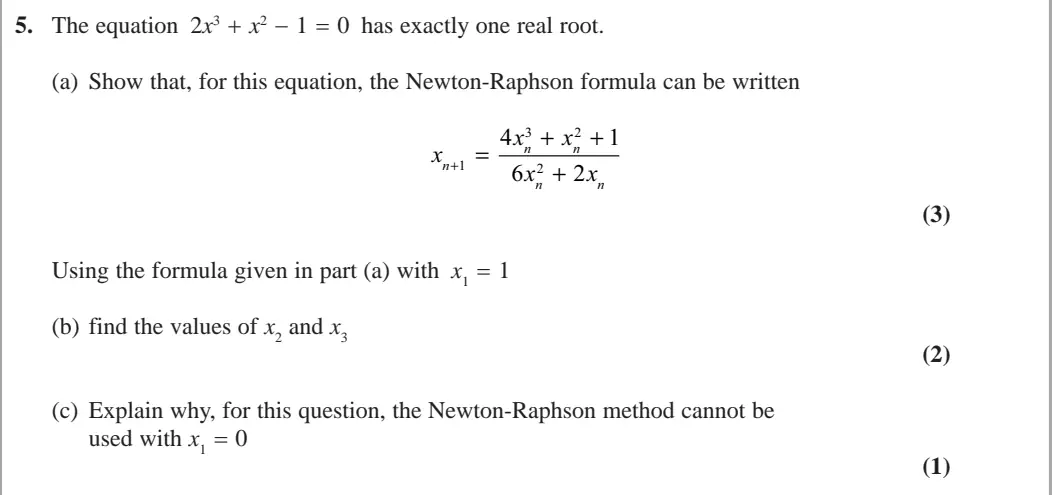 5. The equation 2x³ + x² − 1 = 0 has exactly one real root.
(a) Show that, for this equation, the Newton-Raphson formula can be written
xₙ₊₁ = (4xₙ³ + xₙ² + 1) / (6xₙ² + 2xₙ)
(3)
Using the formula given in part (a) with x₁ = 1
(b) find the values of x₂ and x₃
(2)
(c) Explain why, for this question, the Newton-Raphson method cannot be
used with x₁ = 0
(1)